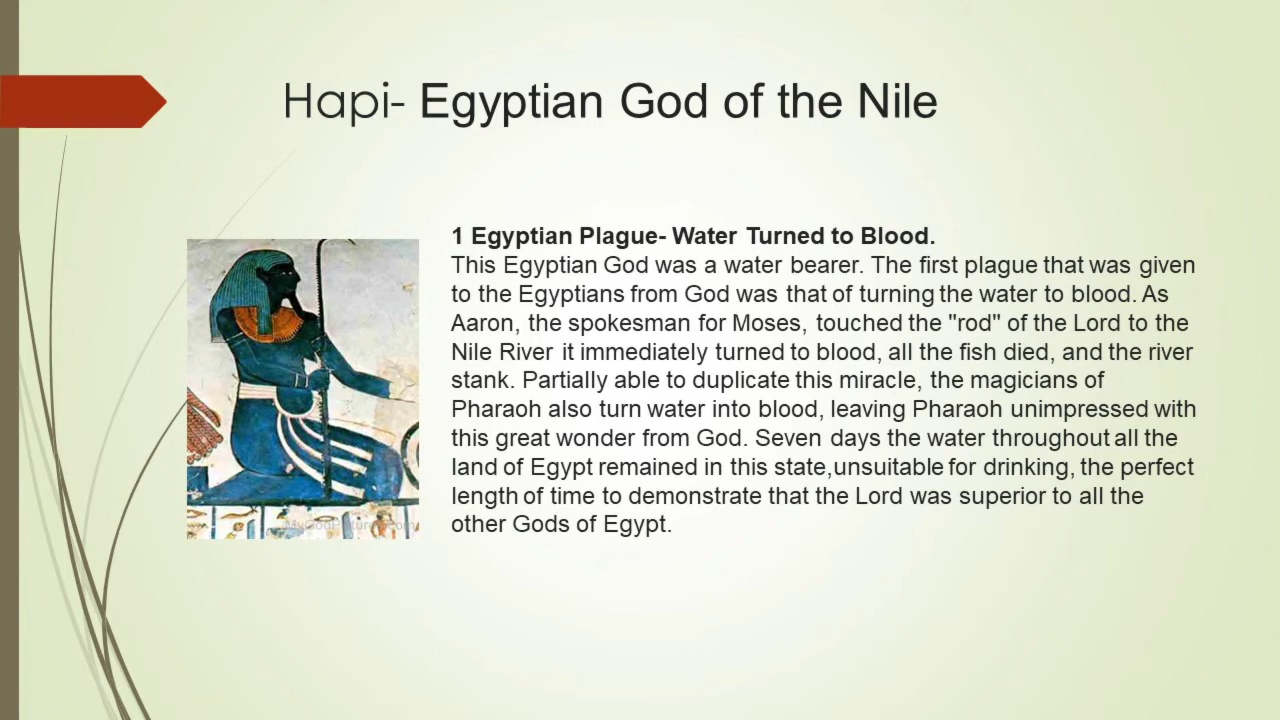 Hapi- Egyptian God of the Nile
1 Egyptian Plague- Water Turned to Blood.
This Egyptian God was a water bearer. The first plague that was given
to the Egyptians from God was that of turning the water to blood. As
Aaron, the spokesman for Moses, touched the "rod" of the Lord to the
Nile River it immediately turned to blood, all the fish died, and the river
stank. Partially able to duplicate this miracle, the magicians of
Pharaoh also turn water into blood, leaving Pharaoh unimpressed with
this great wonder from God. Seven days the water throughout all the
land of Egypt remained in this state,unsuitable for drinking, the perfect
length of time to demonstrate that the Lord was superior to all the
other Gods of Egypt.